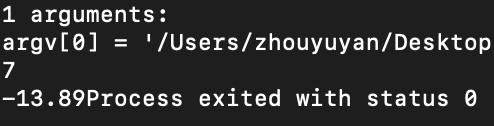 1 arguments:
argv[0] = '/Users/zhouyuyan/Desktop
7
-13.89Process exited with status 0